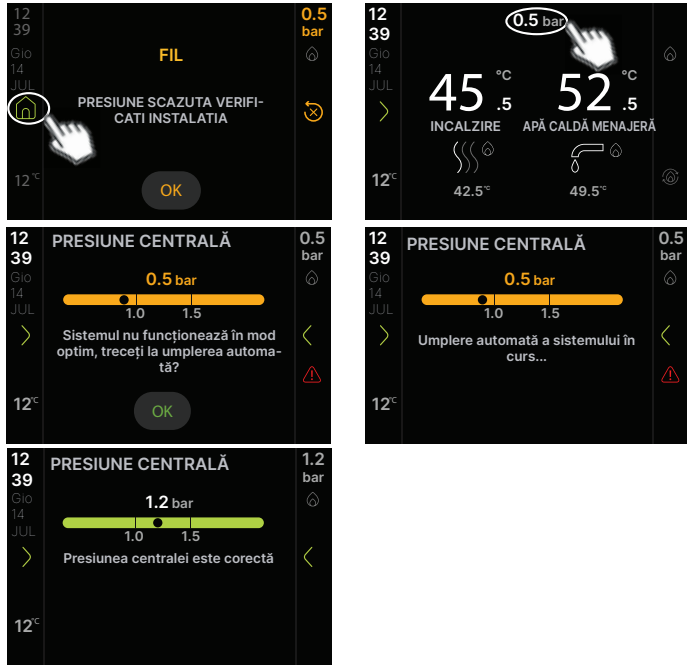 12
39
Gio
14
JUL
12°C
FIL
PRESIUNE SCAZUTA VERIFI-
CATI INSTALATIA
OK
0.5
bar
12
39
Gio
14
JUL
12°C
0.5 bar
45.5 °C
INCALZIRE
42.5°C
52.5 °C
APĂ CALDĂ MENAJERĂ
49.5°C
12
39
Gio
14
JUL
12°C
PRESIUNE CENTRALĂ
0.5 bar
1.0 1.5
Sistemul nu funcționează în mod
optim, treceți la umplerea automa-
tă?
OK
0.5
bar
12
39
Gio
14
JUL
12°C
PRESIUNE CENTRALĂ
0.5 bar
1.0 1.5
Umplere automată a sistemului în
curs...
0.5
bar
12
39
Gio
14
JUL
12°C
PRESIUNE CENTRALĂ
1.2 bar
1.0 1.5
Presiunea centralei este corectă
1.2
bar